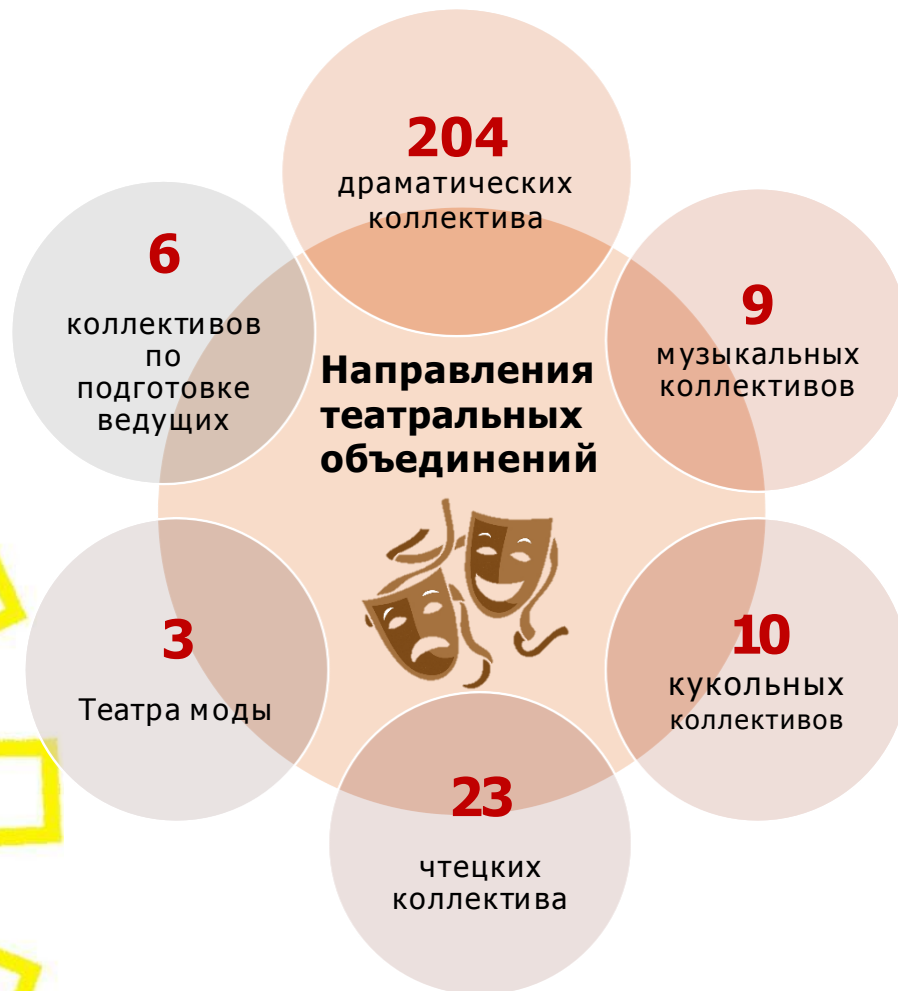 204
драматических
коллектива
6
коллективов
по
подготовке
ведущих
9
музыкальных
коллективов
Направления
театральных
объединений
3
Театра моды
10
кукольных
коллективов
23
чтецких
коллектива